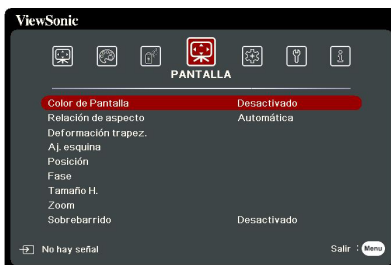 ViewSonic
PANTALLA
Color de Pantalla Desactivado
Relación de aspecto Automática
Deformación trapez.
Aj. esquina
Posición
Fase
Tamaño H.
Zoom
Sobrebarrido Desactivado
No hay señal Salir : Menu